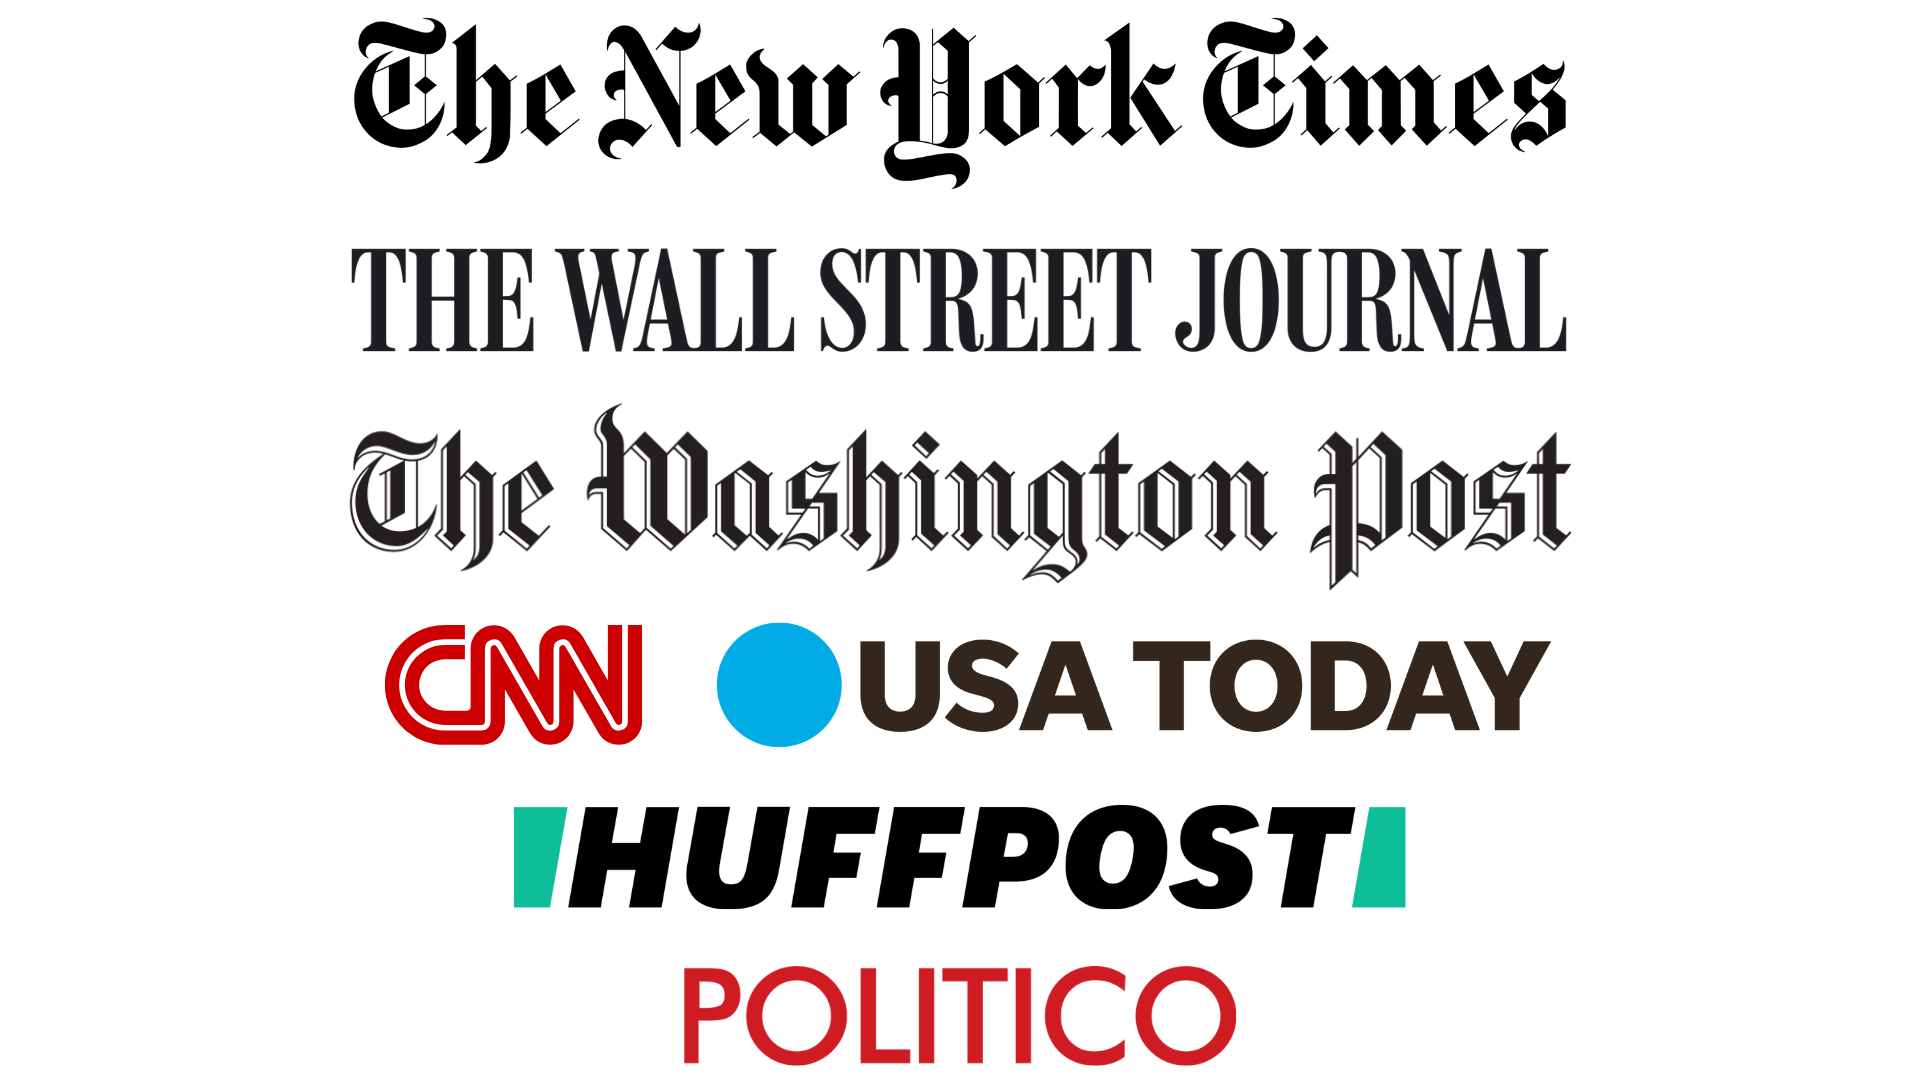 The New York Times
THE WALL STREET JOURNAL
The Washington Post
CNN USA TODAY
HUFFPOST
POLITICO